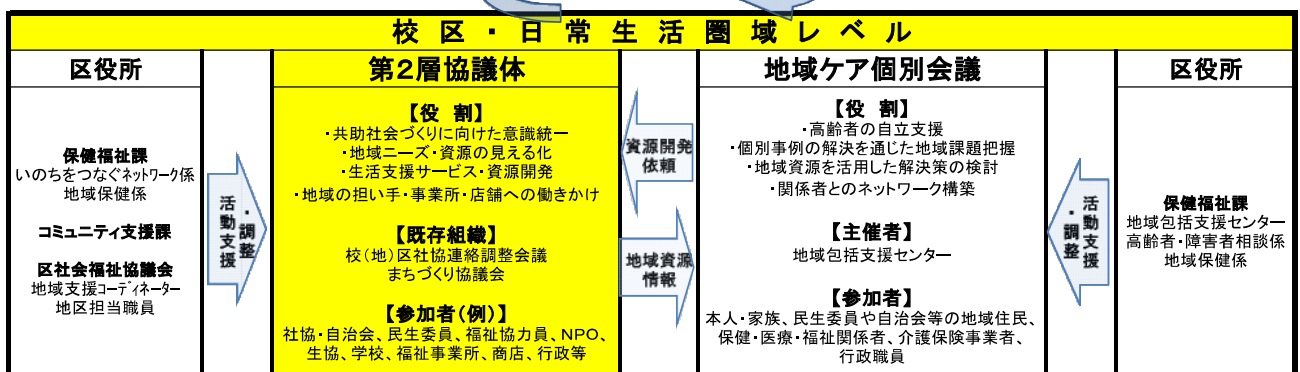 校区・日常生活圏域レベル
区役所
保健福祉課
いのちをつなぐネットワーク係
地域保健係
コミュニティ支援課
区社会福祉協議会
地域支援コーディネーター
地区担当職員
活動支援
・調整
第2層協議体
【役 割】
・共助社会づくりに向けた意識統一
・地域ニーズ・資源の見える化
・生活支援サービス・資源開発
・地域の担い手・事業所・店舗への働きかけ
【既存組織】
校(地)区社協連絡調整会議
まちづくり協議会
【参加者(例)】
社協・自治会、民生委員、福祉協力員、NPO、
生協、学校、福祉事業所、商店、行政等
資源開発
依頼
地域資源
情報
地域ケア個別会議
【役 割】
・高齢者の自立支援
・個別事例の解決を通じた地域課題把握
・地域資源を活用した解決策の検討
・関係者とのネットワーク構築
【主催者】
地域包括支援センター
【参加者】
本人・家族、民生委員や自治会等の地域住民、
保健・医療・福祉関係者、介護保険事業者、
行政職員
活動支援
・調整
区役所
保健福祉課
地域包括支援センター
高齢者・障害者相談係
地域保健係